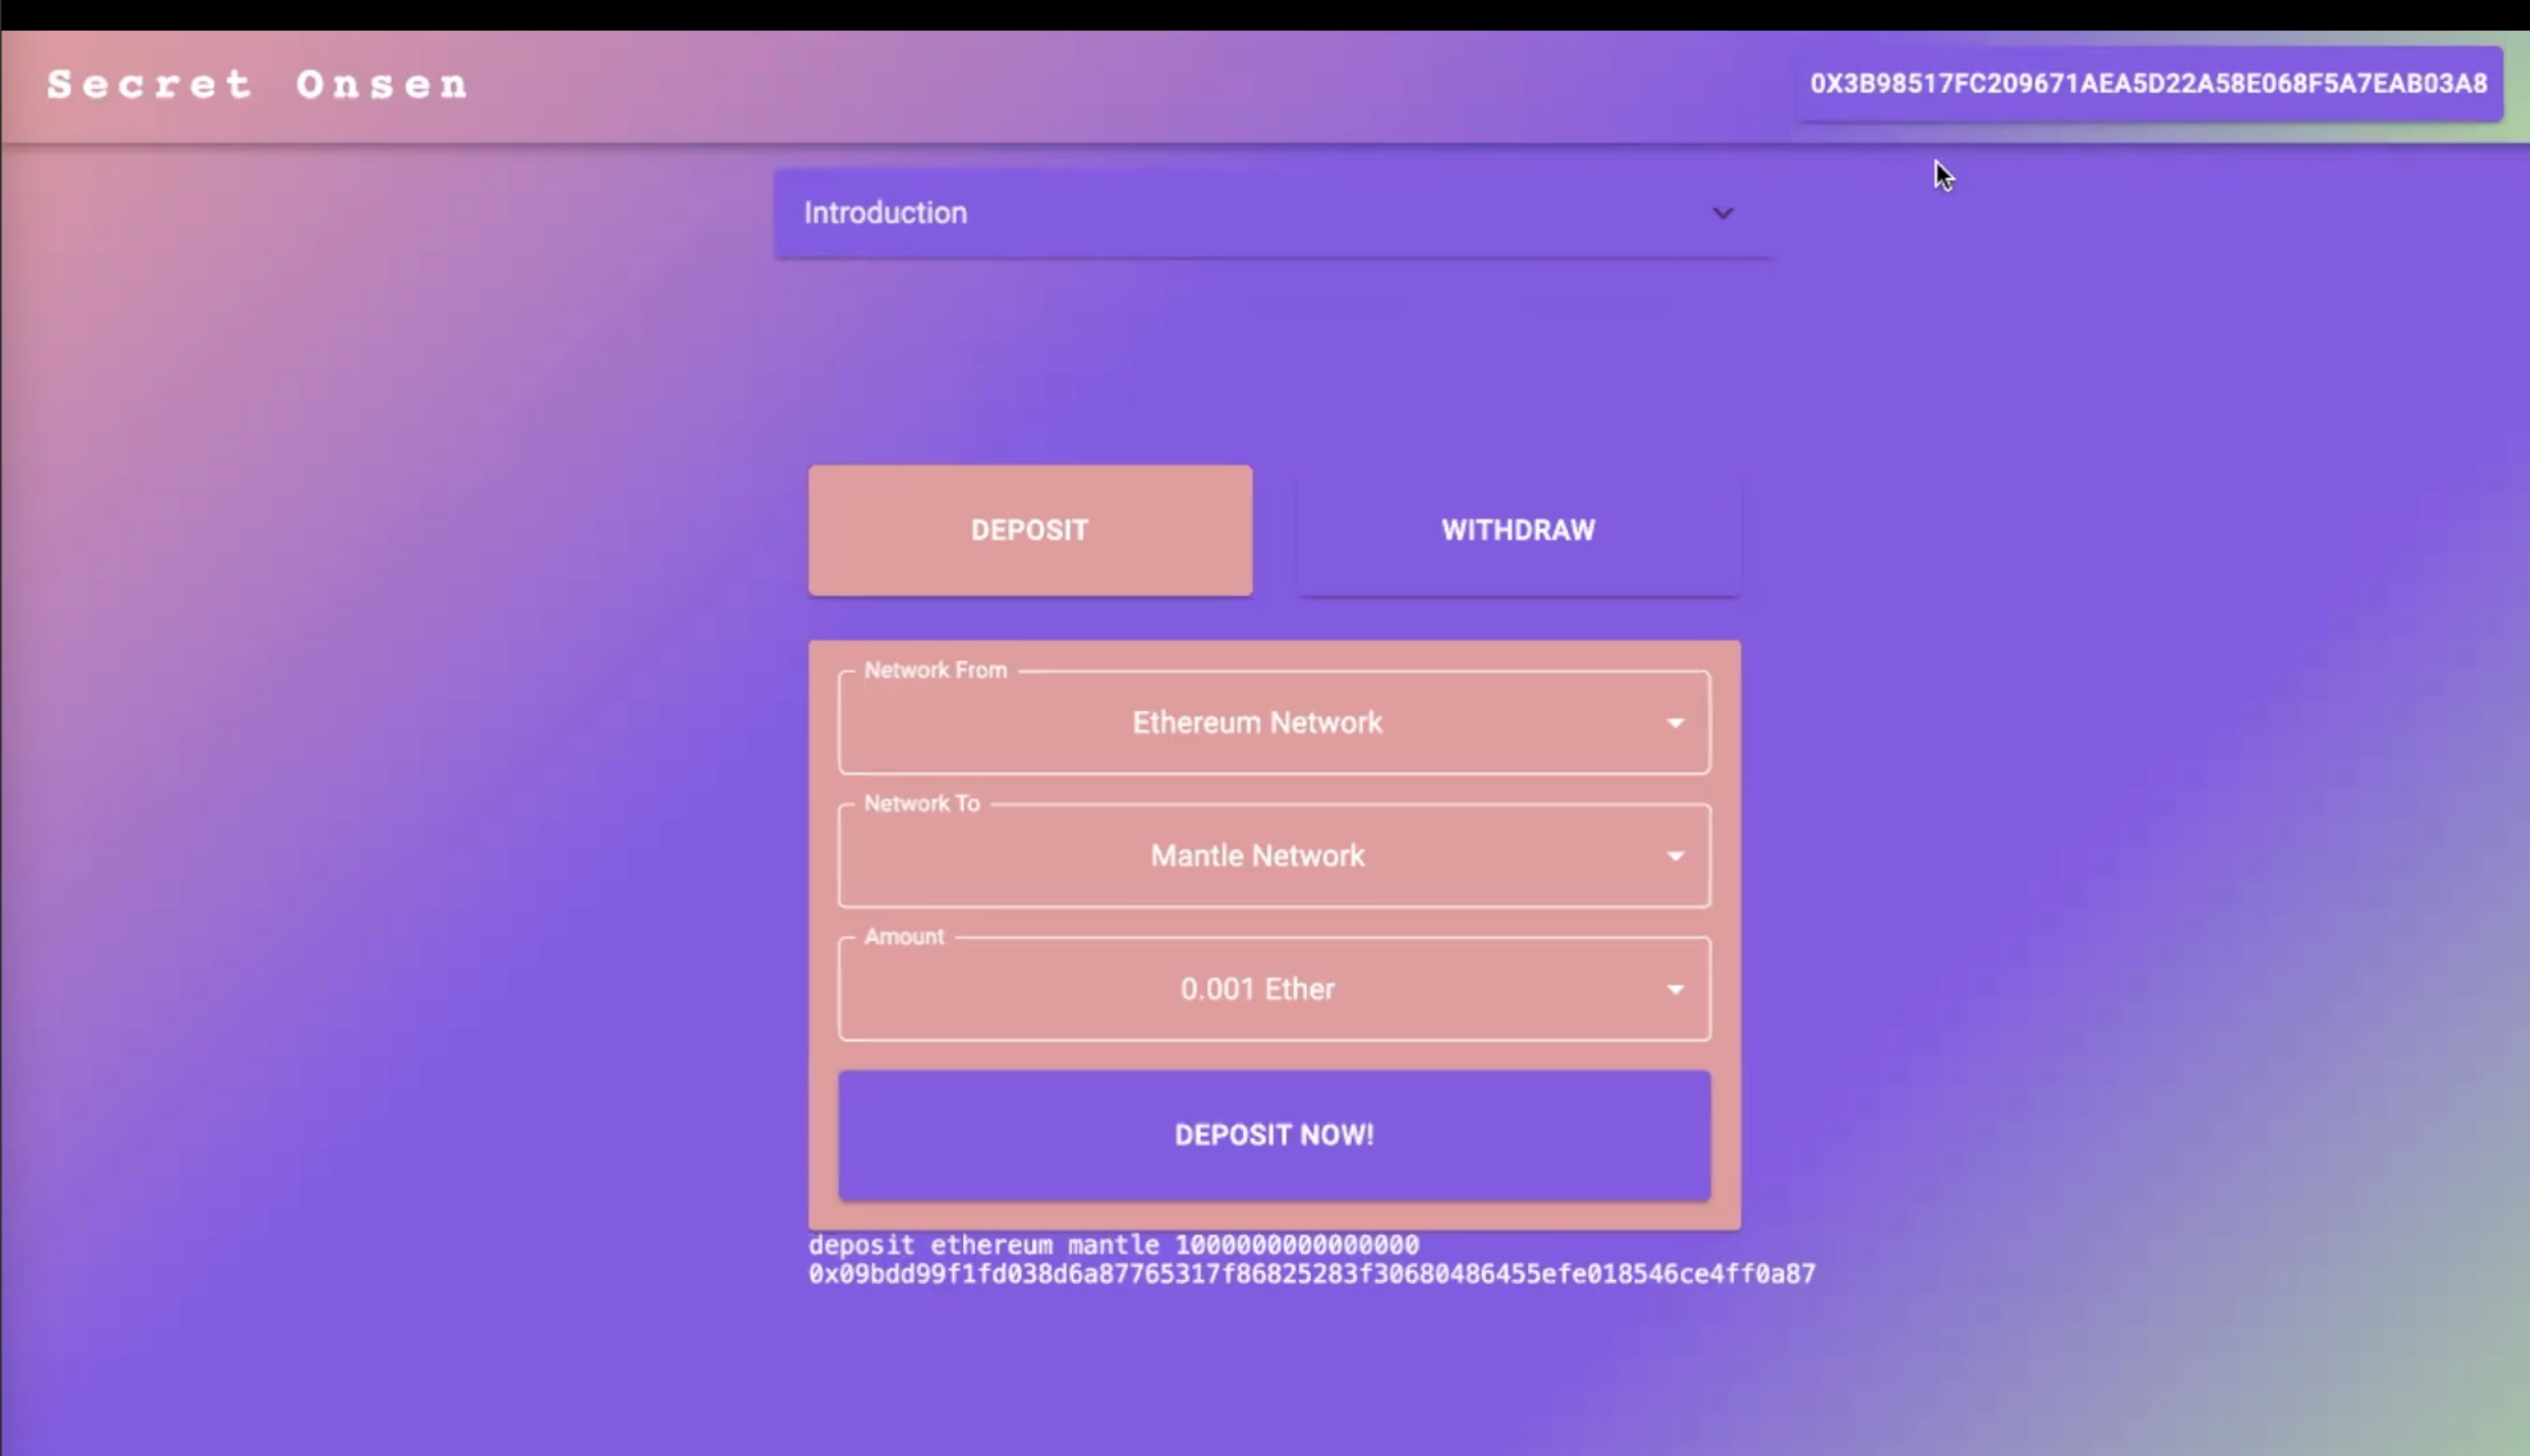 Secret Onsen
0X3B98517FC209671AEA5D22A58E068F5A7EAB03A8
Introduction
DEPOSIT
WITHDRAW
Network From
Ethereum Network
Network To
Mantle Network
Amount
0.001 Ether
DEPOSIT NOW!
deposit ethereum mantle 1000000000000000
0x09bdd99f1fd038d6a87765317f86825283f30680486455efe018546ce4ff0a87